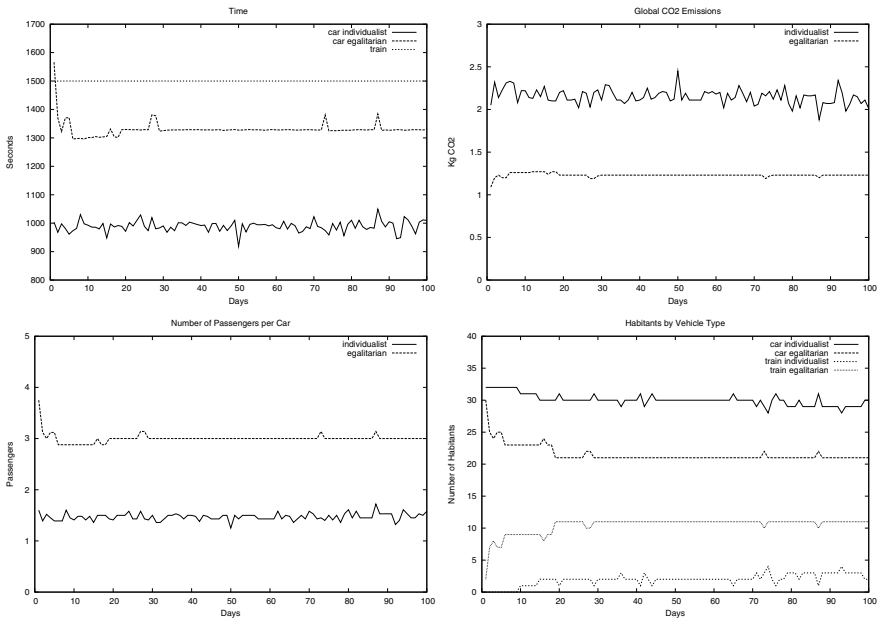 Time
car individualist
car egalitarian
train
1700
1600
1500
1400
1300
1200
1100
1000
900
800
Seconds
0 10 20 30 40 50 60 70 80 90 100
Days
Global CO2 Emissions
individualist
egalitarian
3
2.5
2
1.5
1
0.5
0
Kg CO2
0 10 20 30 40 50 60 70 80 90 100
Days
Number of Passengers per Car
individualist
egalitarian
5
4
3
2
1
0
Passengers
0 10 20 30 40 50 60 70 80 90 100
Days
Habitants by Vehicle Type
car individualist
car egalitarian
train individualist
train egalitarian
40
35
30
25
20
15
10
5
0
Number of Habitants
0 10 20 30 40 50 60 70 80 90 100
Days